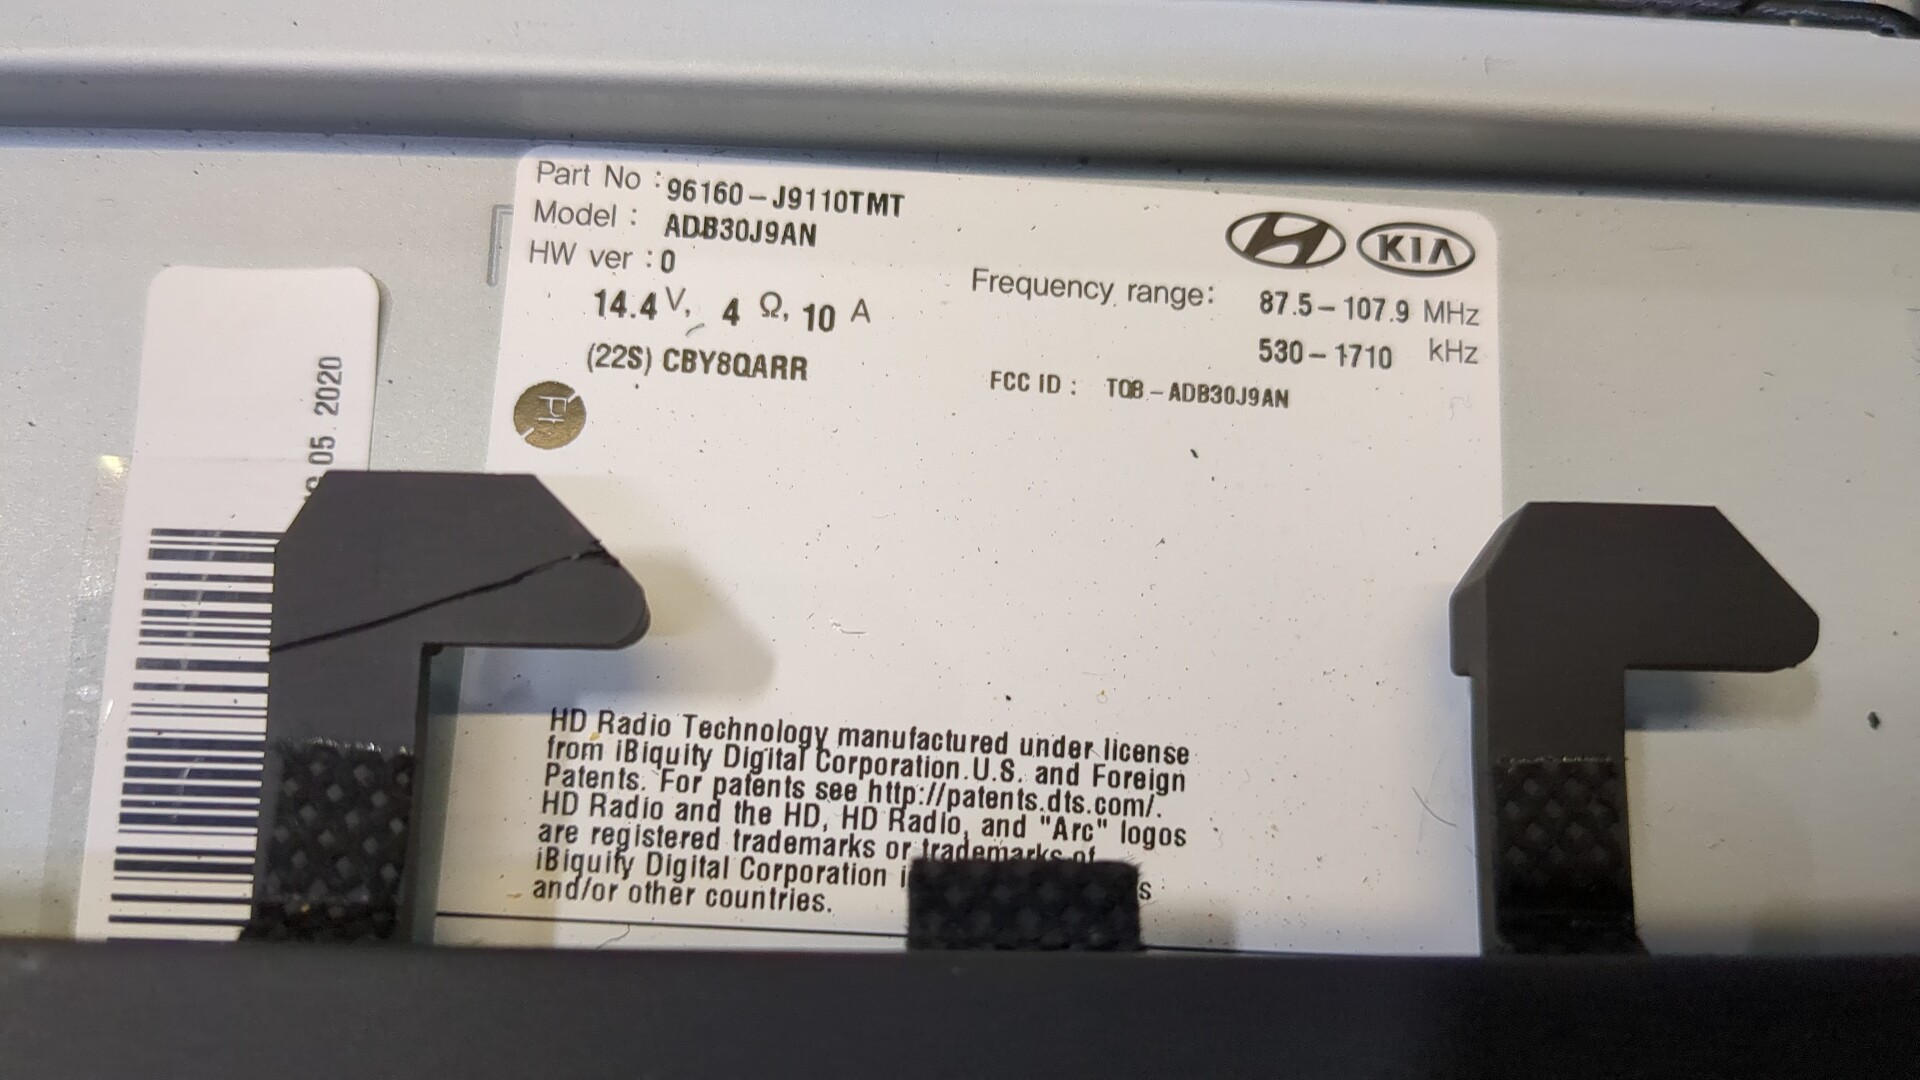 Part No : 96160-J9110TMT
Model : ADB30J9AN
HW ver : 0
14.4 V, 4 Ω, 10 A
(22S) CBY8QARR
KIA
Frequency range: 87.5-107.9 MHz
530-1710 kHz
FCC ID : TQ8-ADB30J9AN
05. 2020
HD Radio Technology manufactured under license
from iBiquity Digital Corporation.U.S. and Foreign
Patents. For patents see http://patents.dts.com/.
HD Radio and the HD, HD Radio, and "Arc" logos
are registered trademarks or trademarks of
iBiquity Digital Corporation
and/or other countries.